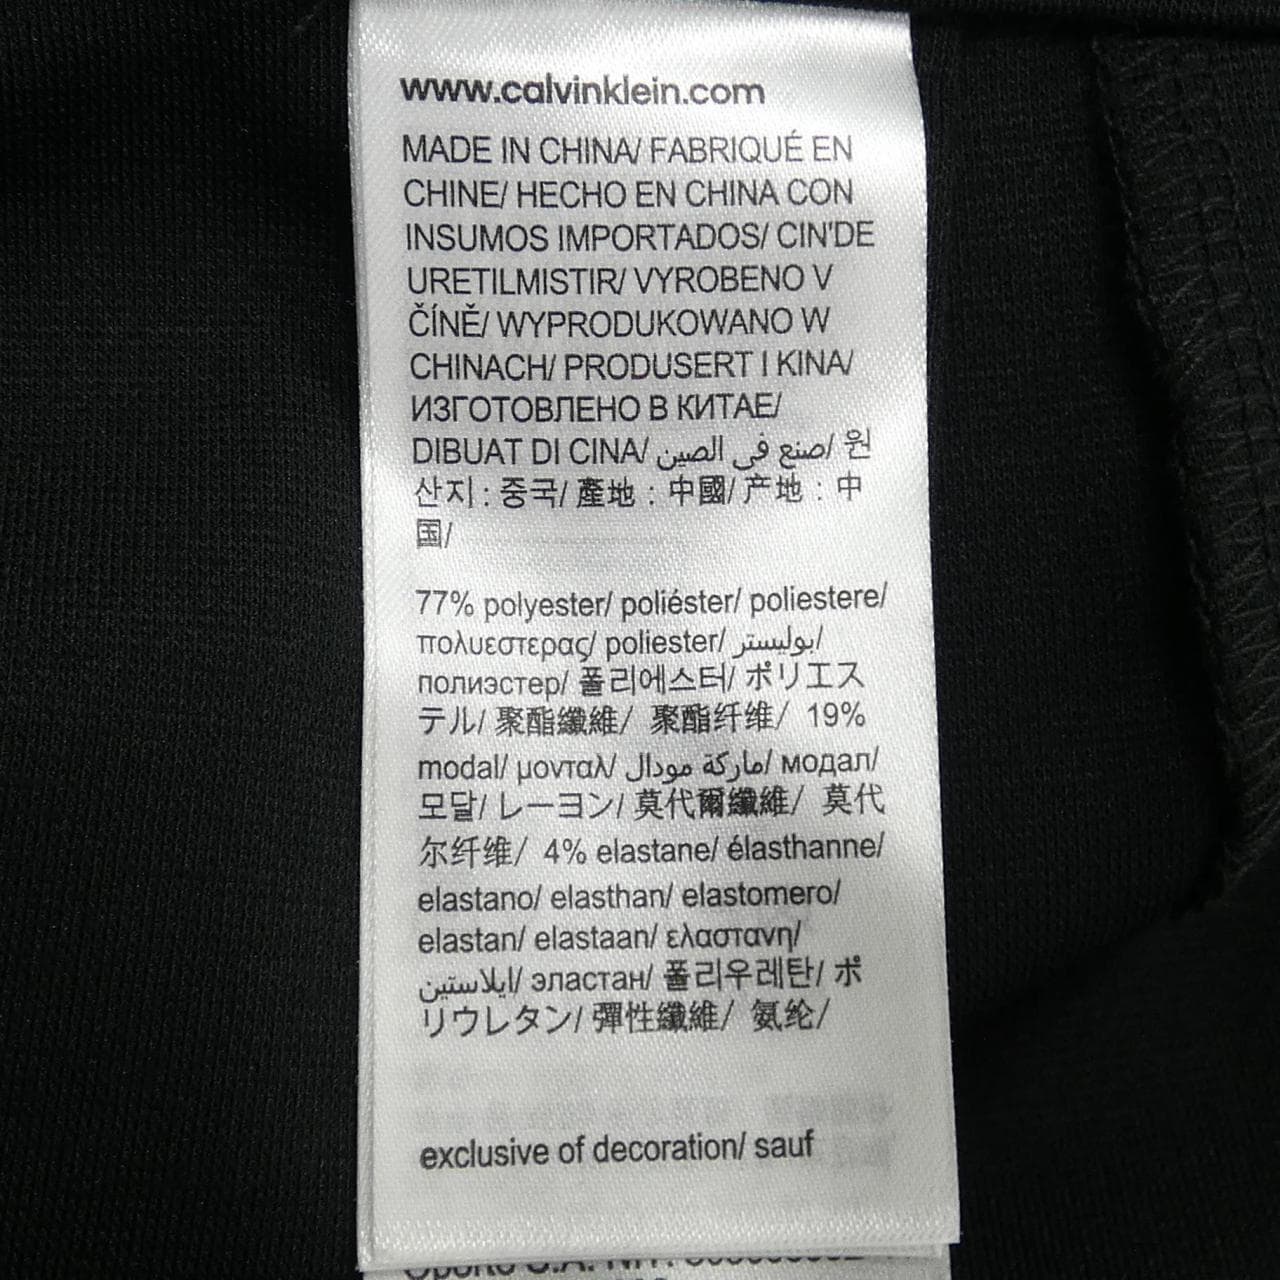 www.calvinklein.com
MADE IN CHINA/ FABRIQUÉ EN
CHINE/ HECHO EN CHINA CON
INSUMOS IMPORTADOS/ CIN'DE
URETILMISTIR/ VYROBENO V
ČÍNĚ/ WYPRODUKOWANO W
CHINACH/ PRODUSERT I KINA/
ИЗГОТОВЛЕНО В КИТАЕ/
DIBUAT DI CINA/ صنع في الصين/ 원
산지 : 중국/ 產地 : 中國/ 产地 : 中
国/
77% polyester/ poliéster/ poliestere/
πολυεστερας/ poliester/ بوليستر/
полиэстер/ 폴리에스터/ ポリエス
テル/ 聚酯纖維/ 聚酯纤维/ 19%
modal/ μονταλ/ ماركة مودال/ модал/
모달/ レーヨン/ 莫代爾纖維/ 莫代
尔纤维/ 4% elastane/ élasthanne/
elastano/ elasthan/ elastomero/
elastan/ elastaan/ ελαστανη/
ايلاستين/ эластан/ 폴리우레탄/ ポ
リウレタン/ 彈性纖維/ 氨纶/
exclusive of decoration/ sauf